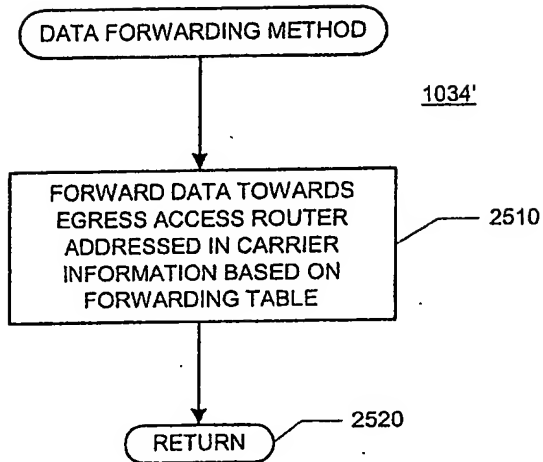 DATA FORWARDING METHOD
1034'
FORWARD DATA TOWARDS
EGRESS ACCESS ROUTER
ADDRESSED IN CARRIER
INFORMATION BASED ON
FORWARDING TABLE
2510
2520
RETURN